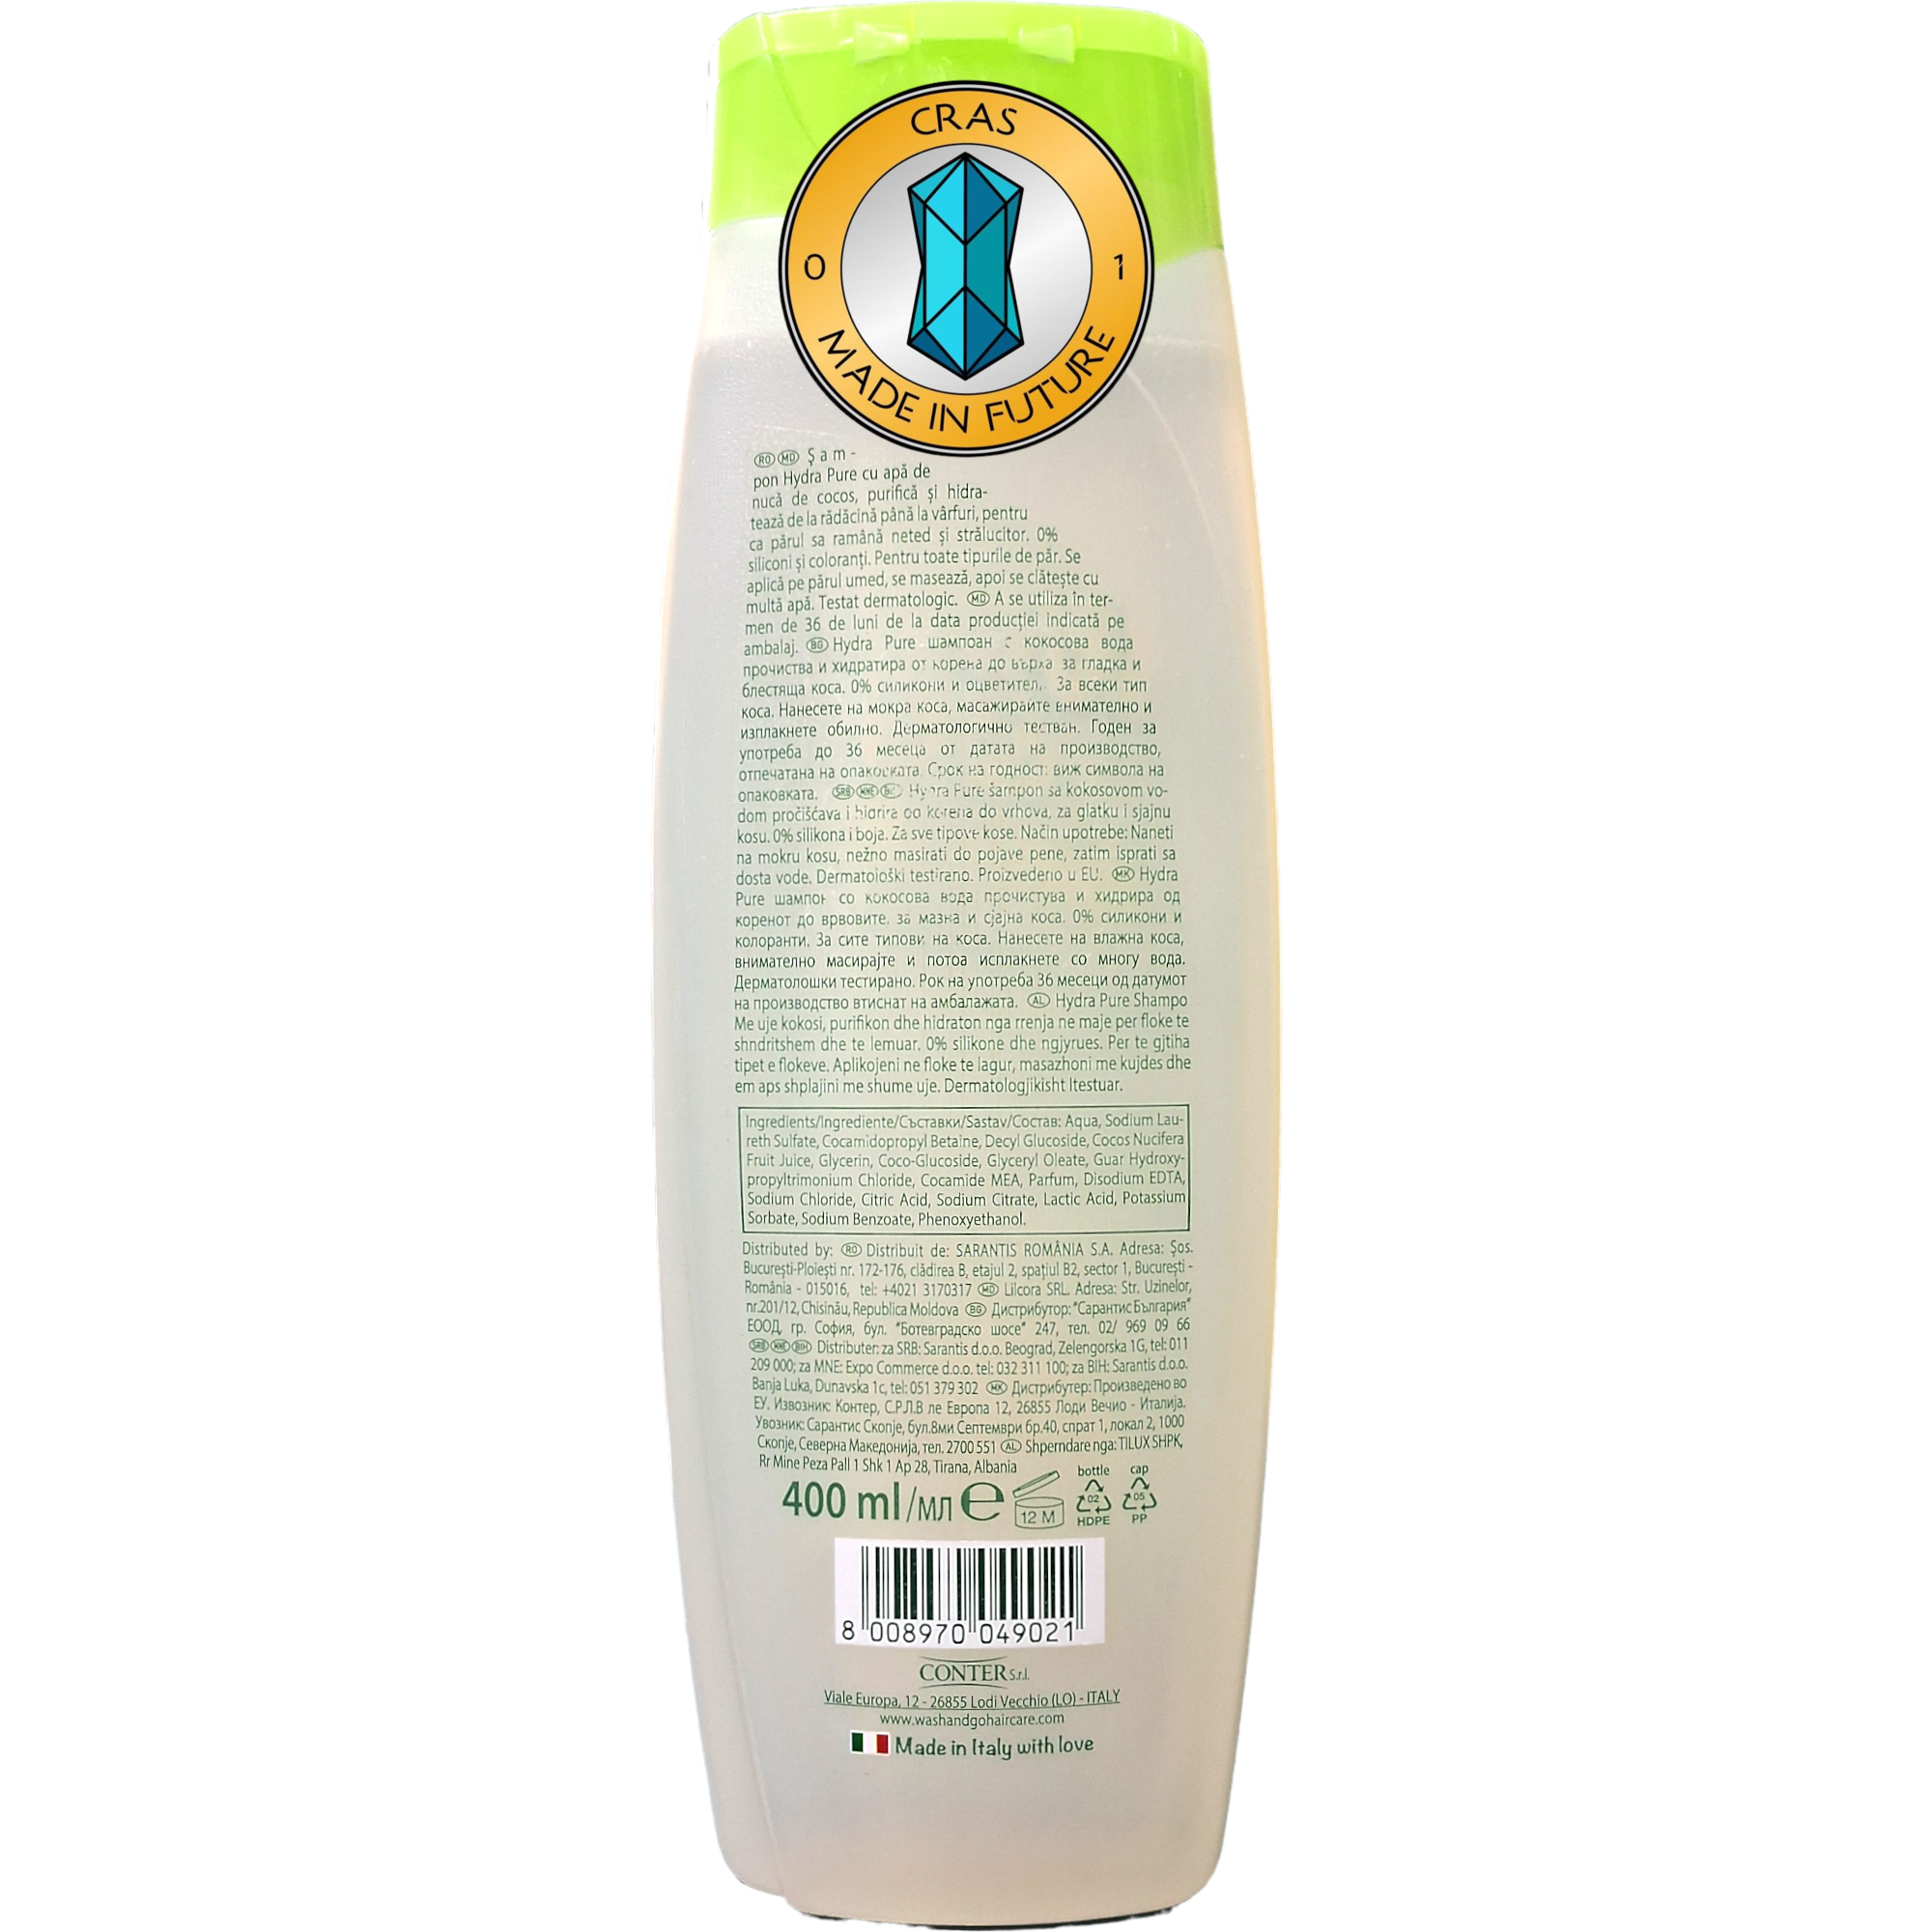 CRAS
0 1
MADE IN FUTURE
RO MD Ş a m -
pon Hydra Pure cu apă de
nucă de cocos, purifică și hidra-
tează de la rădăcină până la vârfuri, pentru
ca părul sa ramână neted și strălucitor. 0%
siliconi și coloranți. Pentru toate tipurile de păr. Se
aplică pe părul umed, se masează, apoi se clătește cu
multă apă. Testat dermatologic. MD A se utiliza în ter-
men de 36 de luni de la data producției indicată pe
ambalaj. BG Hydra Pure шампоан с кокосова вода
прочиства и хидратира от корена до върха за гладка и
блестяща коса. 0% силикони и оцветители. За всеки тип
коса. Нанесете на мокра коса, масажирайте внимателно и
изплакнете обилно. Дерматологично тестван. Годен за
употреба до 36 месеца от датата на производство,
отпечатана на опаковката. Срок на годност: виж символа на
опаковката. SRB MNE BIH Hydra Pure šampon sa kokosovom vo-
dom pročišćava i hidrira od korena do vrhova, za glatku i sjajnu
kosu. 0% silikona i boja. Za sve tipove kose. Način upotrebe: Naneti
na mokru kosu, nežno masirati do pojave pene, zatim isprati sa
dosta vode. Dermatološki testirano. Proizvedeno u EU. MK Hydra
Pure шампон со кокосова вода прочистува и хидрира од
коренот до врвовите, за мазна и сјајна коса. 0% силикони и
колоранти. За сите типови на коса. Нанесете на влажна коса,
внимателно масирајте и потоа исплакнете со многу вода.
Дерматолошки тестирано. Рок на употреба 36 месеци од датумот
на производство втиснат на амбалажата. AL Hydra Pure Shampo
Me uje kokosi, purifikon dhe hidraton nga rrenja ne maje per floke te
shndritshem dhe te lemuar. 0% silikone dhe ngjyrues. Per te gjtiha
tipet e flokeve. Aplikojeni ne floke te lagur, masazhoni me kujdes dhe
em aps shplajini me shume uje. Dermatologjikisht ltestuar.
Ingredients/Ingrediente/Съставки/Sastav/Состав: Aqua, Sodium Lau-
reth Sulfate, Cocamidopropyl Betaine, Decyl Glucoside, Cocos Nucifera
Fruit Juice, Glycerin, Coco-Glucoside, Glyceryl Oleate, Guar Hydroxy-
propyltrimonium Chloride, Cocamide MEA, Parfum, Disodium EDTA,
Sodium Chloride, Citric Acid, Sodium Citrate, Lactic Acid, Potassium
Sorbate, Sodium Benzoate, Phenoxyethanol.
Distributed by: RO Distribuit de: SARANTIS ROMÂNIA S.A. Adresa: Șos.
București-Ploiești nr. 172-176, clădirea B, etajul 2, spațiul B2, sector 1, București -
România - 015016, tel: +4021 3170317 MD Lilcora SRL. Adresa: Str. Uzinelor,
nr.201/12, Chisinău, Republica Moldova BG Дистрибутор: "Сарантис България"
ЕООД, гр. София, бул. "Ботевградско шосе" 247, тел. 02/ 969 09 66
SRB MNE BIH Distributer: za SRB: Sarantis d.o.o. Beograd, Zelengorska 1G, tel: 011
209 000; za MNE: Expo Commerce d.o.o. tel: 032 311 100; za BIH: Sarantis d.o.o.
Banja Luka, Dunavska 1c, tel: 051 379 302 MK Дистрибутер: Произведено во
ЕУ. Извозник: Контер, С.Р.Л.В ле Европа 12, 26855 Лоди Вечио - Италија.
Увозник: Сарантис Скопје, бул.8ми Септември бр.40, спрат 1, локал 2, 1000
Скопје, Северна Македонија, тел. 2700 551 AL Shperndare nga: TILUX SHPK,
Rr Mine Peza Pall 1 Shk 1 Ap 28, Tirana, Albania
400 ml/мл e 12 M bottle 02 HDPE cap 05 PP
8 008970 049021
CONTER S.r.l.
Viale Europa, 12 - 26855 Lodi Vecchio (LO) - ITALY
www.washandgohaircare.com
Made in Italy with love